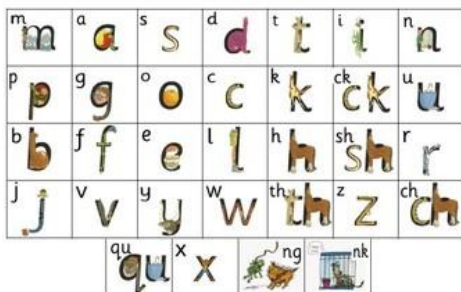 m a s d t i n
p g o c k ck u
b f e l h sh r
j v y w th z ch
qu x ng nk